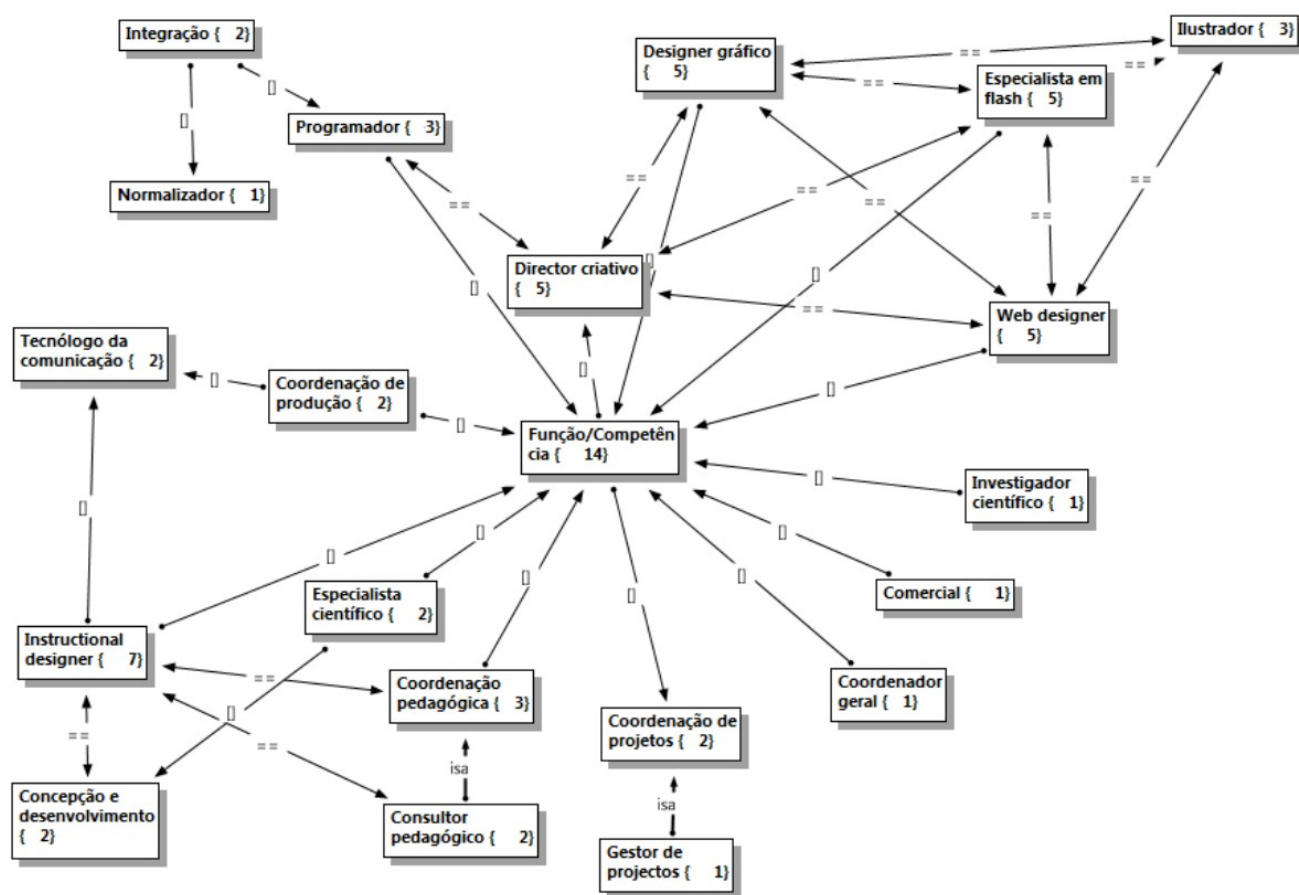 Integração { 2}
Designer gráfico
{ 5}
Ilustrador { 3}
==
==
Especialista em
flash { 5}
==
[]
[]
Programador { 3}
==
==
==
==
==
Normalizador { 1}
==
Director criativo
{ 5}
[]
[]
[]
==
Web designer
{ 5}
Tecnólogo da
comunicação { 2}
[]
Coordenação de
produção { 2}
[]
[]
[]
Função/Competên
cia { 14}
[]
Investigador
científico { 1}
[]
[]
[]
[]
[]
[]
[]
Especialista
científico { 2}
Comercial { 1}
Instructional
designer { 7}
==
Coordenação
pedagógica { 3}
Coordenador
geral { 1}
[]
==
==
Coordenação de
projetos { 2}
isa
isa
Concepção e
desenvolvimento
{ 2}
Consultor
pedagógico { 2}
Gestor de
projectos { 1}